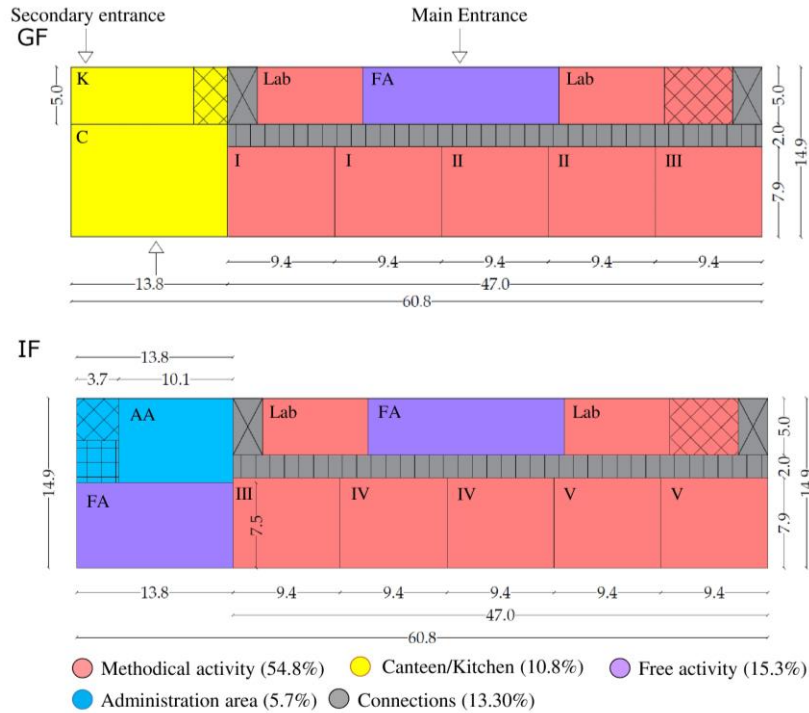 Secondary entrance
Main Entrance
GF
K
Lab
FA
Lab
5.0
5.0
C
2.0
14.9
I
I
II
II
III
7.9
9.4
9.4
9.4
9.4
9.4
13.8
47.0
60.8
IF
13.8
3.7
10.1
AA
Lab
FA
Lab
5.0
14.9
2.0
14.9
FA
III
IV
IV
V
V
7.5
7.9
13.8
9.4
9.4
9.4
9.4
9.4
47.0
60.8
Methodical activity (54.8%)
Canteen/Kitchen (10.8%)
Free activity (15.3%)
Administration area (5.7%)
Connections (13.30%)